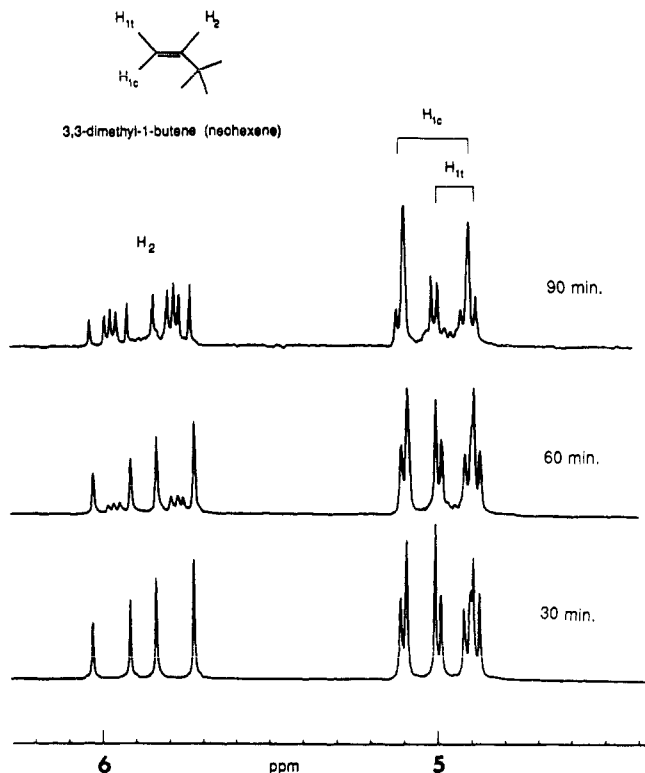 H1t
H2
H1c
3,3-dimethyl-1-butene (neohexene)
H1c
H1t
H2
90 min.
60 min.
30 min.
6 ppm 5